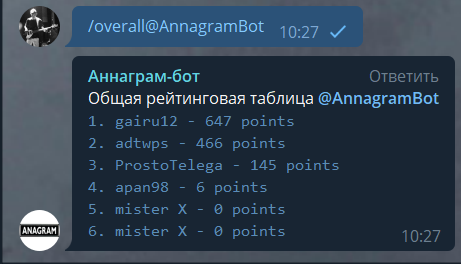 /overall@AnnagramBot
10:27
Аннаграм-бот
Ответить
Общая рейтинговая таблица @AnnagramBot
1. gairu12 - 647 points
2. adtwps - 466 points
3. ProstoTelega - 145 points
4. apan98 - 6 points
5. mister X - 0 points
6. mister X - 0 points
ANAGRAM
10:27